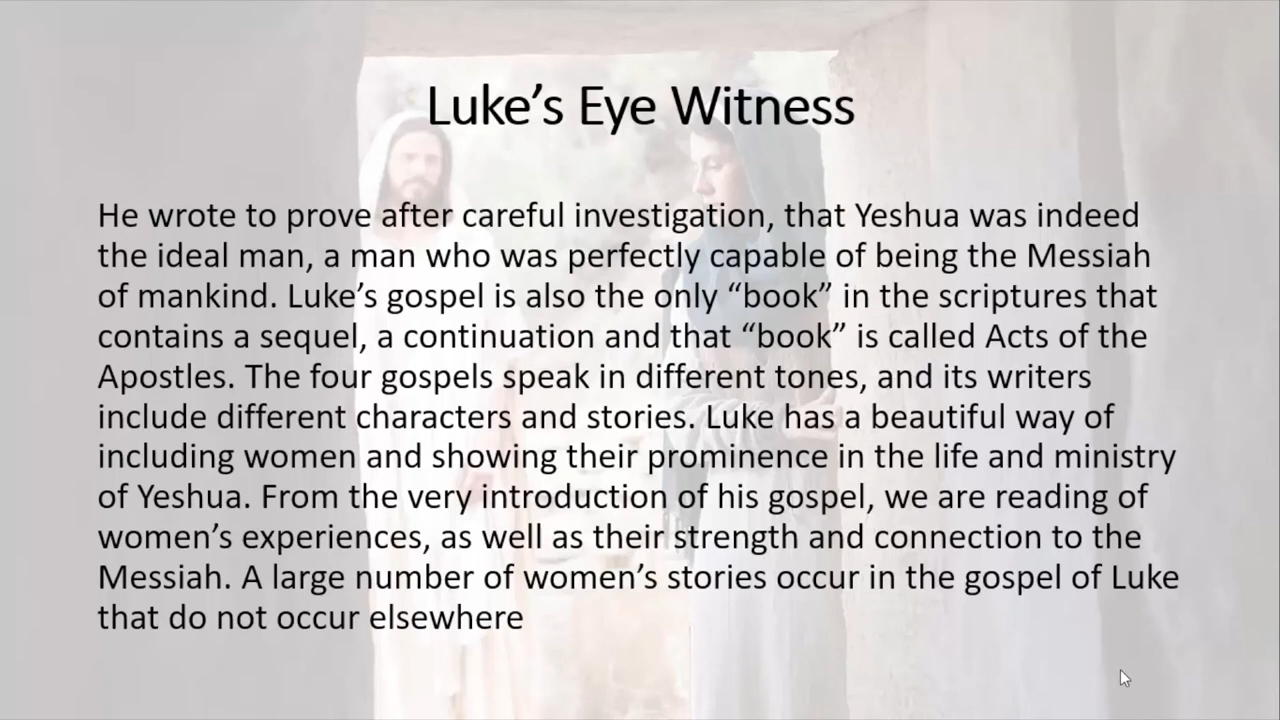 Luke’s Eye Witness
He wrote to prove after careful investigation, that Yeshua was indeed
the ideal man, a man who was perfectly capable of being the Messiah
of mankind. Luke’s gospel is also the only “book” in the scriptures that
contains a sequel, a continuation and that “book” is called Acts of the
Apostles. The four gospels speak in different tones, and its writers
include different characters and stories. Luke has a beautiful way of
including women and showing their prominence in the life and ministry
of Yeshua. From the very introduction of his gospel, we are reading of
women’s experiences, as well as their strength and connection to the
Messiah. A large number of women’s stories occur in the gospel of Luke
that do not occur elsewhere